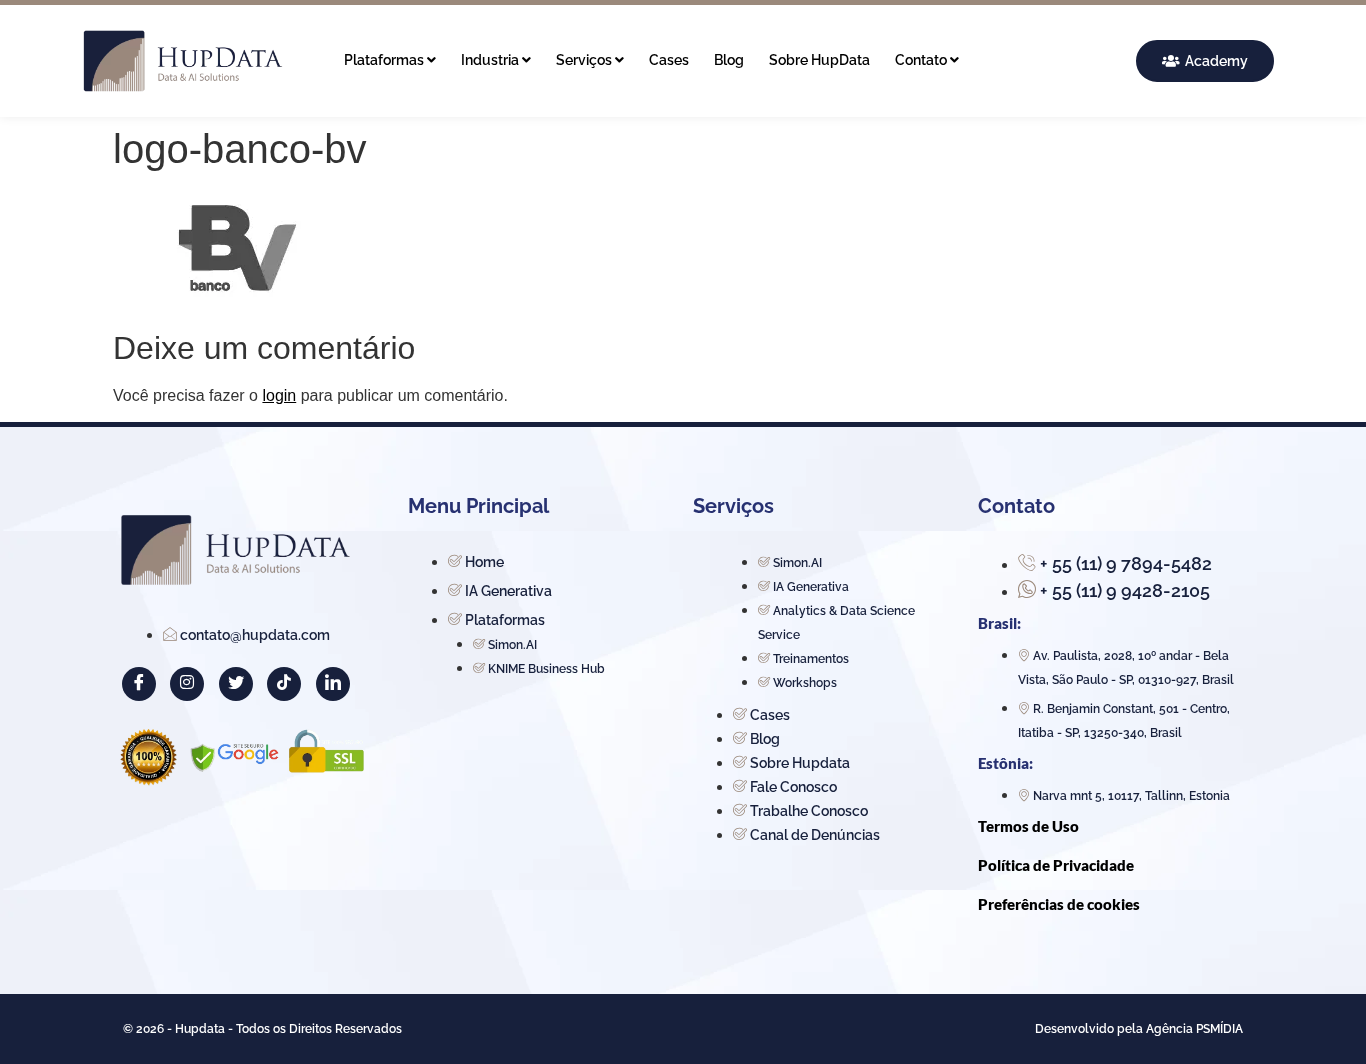 HUPDATA
Data & AI Solutions
Plataformas
Industria
Serviços
Cases
Blog
Sobre HupData
Contato
Academy
logo-banco-bv
BV
banco
Deixe um comentário
Você precisa fazer o login para publicar um comentário.
HUPDATA
Data & AI Solutions
contato@hupdata.com
100%
SITE SEGURO
Google
SSL
Menu Principal
Home
IA Generativa
Plataformas
Simon.AI
KNIME Business Hub
Serviços
Simon.AI
IA Generativa
Analytics & Data Science
Service
Treinamentos
Workshops
Cases
Blog
Sobre Hupdata
Fale Conosco
Trabalhe Conosco
Canal de Denúncias
Contato
+ 55 (11) 9 7894-5482
+ 55 (11) 9 9428-2105
Brasil:
Av. Paulista, 2028, 10º andar - Bela
Vista, São Paulo - SP, 01310-927, Brasil
R. Benjamin Constant, 501 - Centro,
Itatiba - SP, 13250-340, Brasil
Estônia:
Narva mnt 5, 10117, Tallinn, Estonia
Termos de Uso
Política de Privacidade
Preferências de cookies
© 2026 - Hupdata - Todos os Direitos Reservados
Desenvolvido pela Agência PSMÍDIA